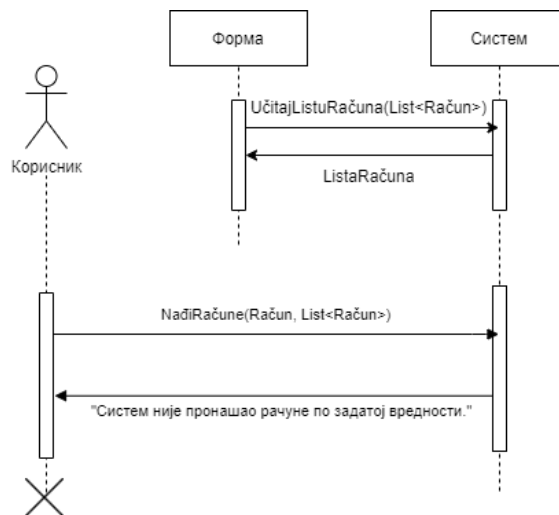 Форма
Систем
UčitajListuRačuna(List<Račun>)
Корисник
ListaRačuna
NađiRačune(Račun, List<Račun>)
"Систем није пронашао рачуне по задатој вредности."